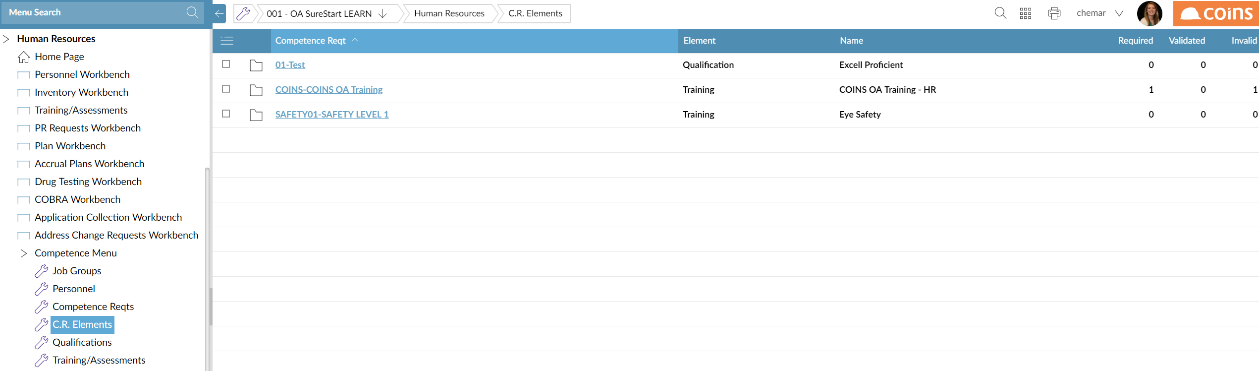 Menu Search
001 - OA SureStart LEARN
Human Resources
C.R. Elements
chemar
coins
Human Resources
Home Page
Personnel Workbench
Inventory Workbench
Training/Assessments
PR Requests Workbench
Plan Workbench
Accrual Plans Workbench
Drug Testing Workbench
COBRA Workbench
Application Collection Workbench
Address Change Requests Workbench
Competence Menu
Job Groups
Personnel
Competence Reqts
C.R. Elements
Qualifications
Training/Assessments
Competence Reqt Element Name Required Validated Invalid
01-Test Qualification Excell Proficient 0 0 0
COINS-COINS OA Training Training COINS OA Training - HR 1 0 1
SAFETY01-SAFETY LEVEL 1 Training Eye Safety 0 0 0